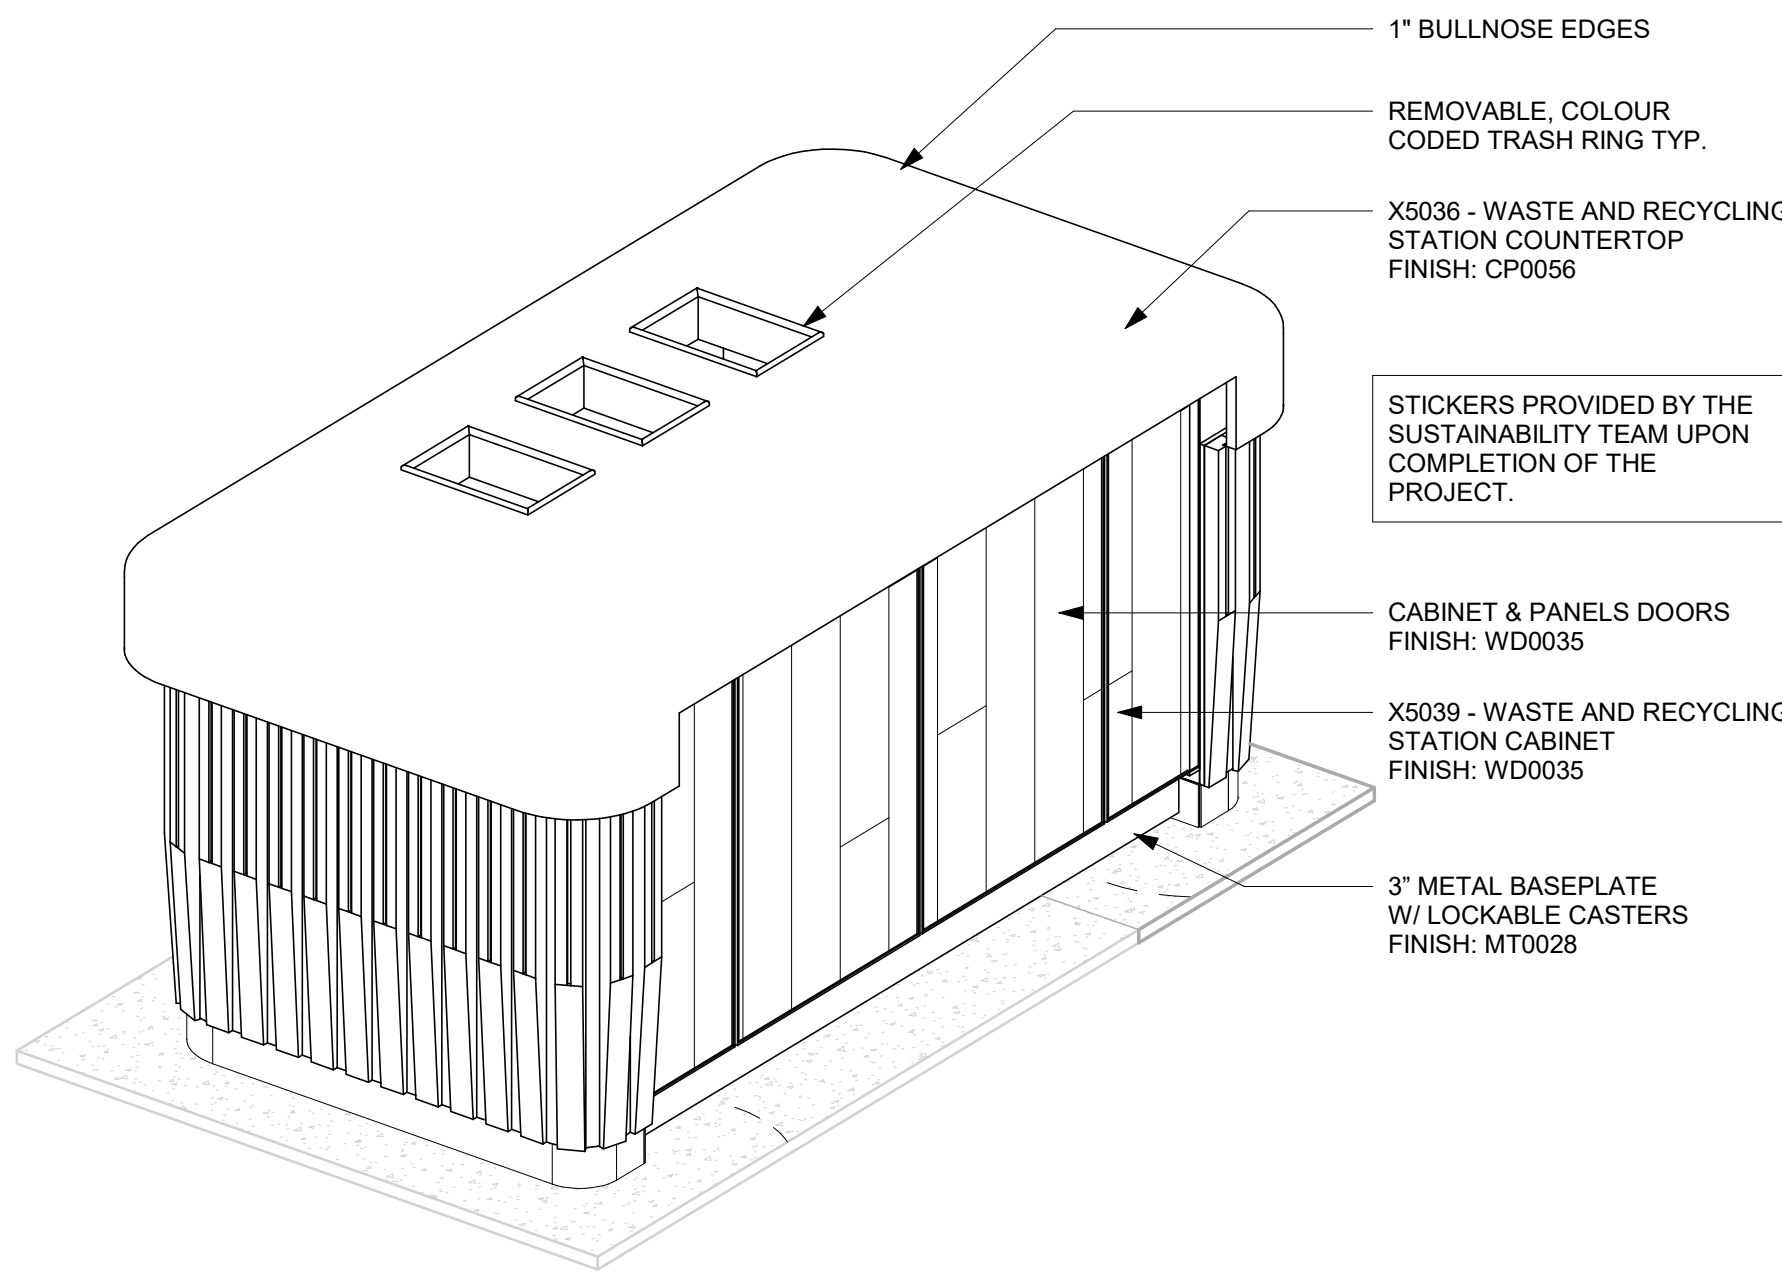 1" BULLNOSE EDGES
REMOVABLE, COLOUR
CODED TRASH RING TYP.
X5036 - WASTE AND RECYCLING
STATION COUNTERTOP
FINISH: CP0056
STICKERS PROVIDED BY THE
SUSTAINABILITY TEAM UPON
COMPLETION OF THE
PROJECT.
CABINET & PANELS DOORS
FINISH: WD0035
X5039 - WASTE AND RECYCLING
STATION CABINET
FINISH: WD0035
3” METAL BASEPLATE
W/ LOCKABLE CASTERS
FINISH: MT0028